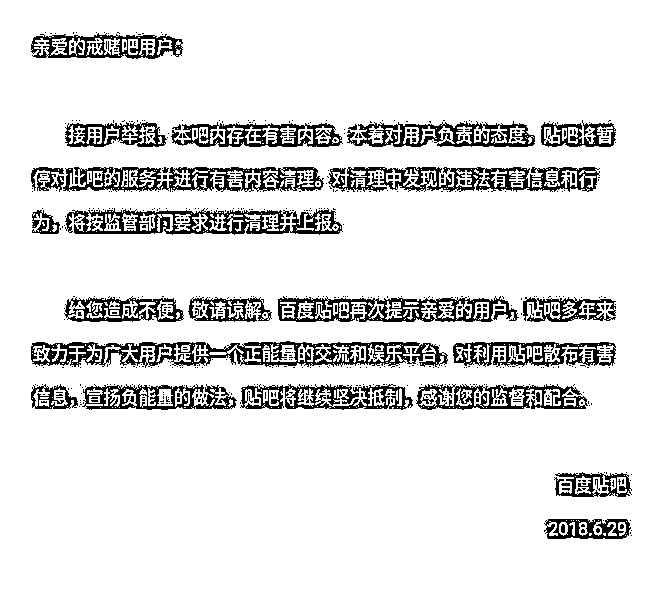 亲爱的戒赌吧用户：
接用户举报，本吧内存在有害内容。本着对用户负责的态度，贴吧将暂
停对此吧的服务并进行有害内容清理。对清理中发现的违法有害信息和行
为，将按监管部门要求进行清理并上报。
给您造成不便，敬请谅解。百度贴吧再次提示亲爱的用户，贴吧多年来
致力于为广大用户提供一个正能量的交流和娱乐平台，对利用贴吧散布有害
信息，宣扬负能量的做法，贴吧将继续坚决抵制，感谢您的监督和配合。
百度贴吧
2018.6.29